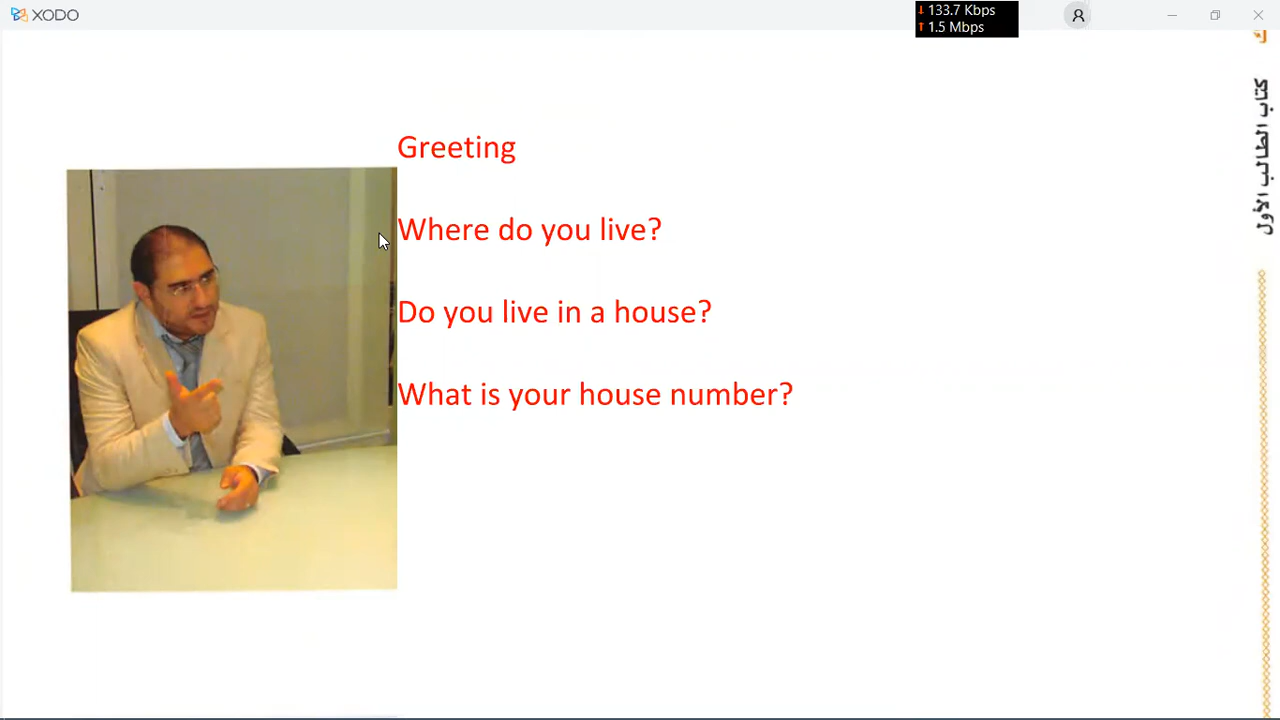 XODO
133.7 Kbps
1.5 Mbps
Greeting
Where do you live?
Do you live in a house?
What is your house number?
كتاب الطالب الأول